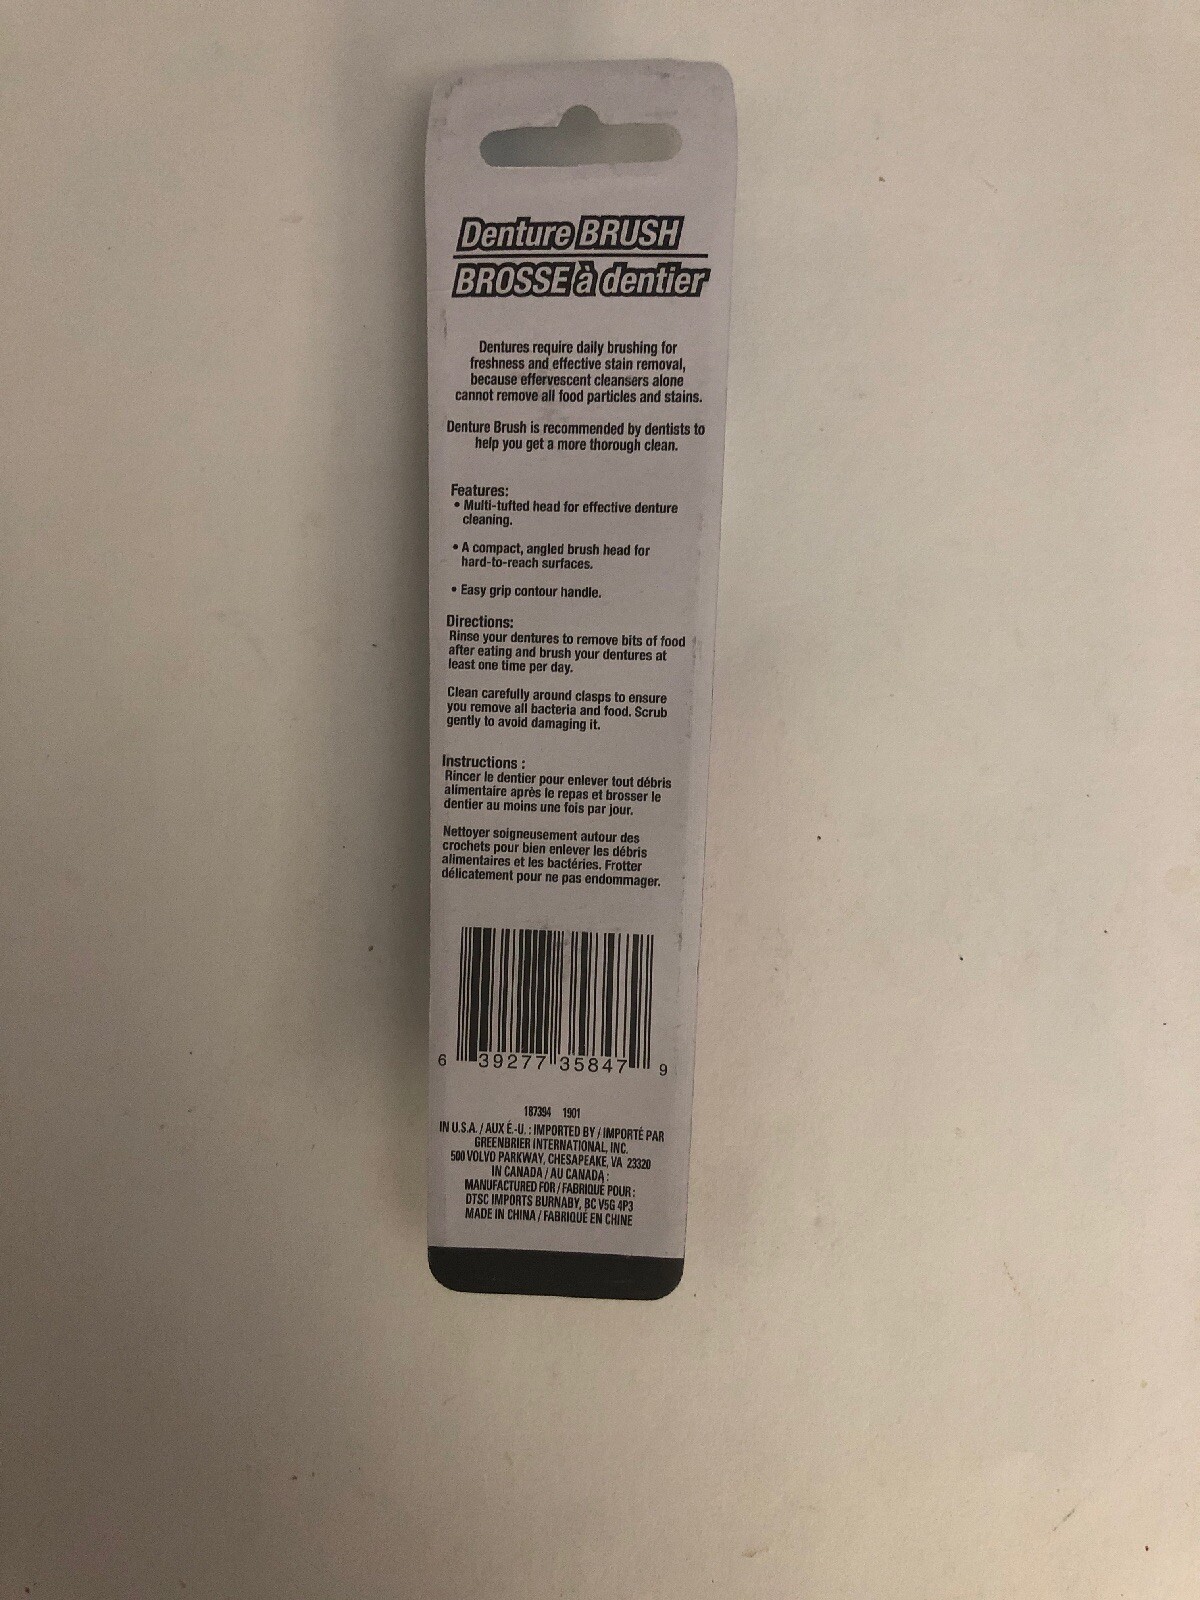 Denture BRUSH
BROSSE à dentier
Dentures require daily brushing for
freshness and effective stain removal,
because effervescent cleansers alone
cannot remove all food particles and stains.
Denture Brush is recommended by dentists to
help you get a more thorough clean.
Features:
• Multi-tufted head for effective denture
cleaning.
• A compact, angled brush head for
hard-to-reach surfaces.
• Easy grip contour handle.
Directions:
Rinse your dentures to remove bits of food
after eating and brush your dentures at
least one time per day.
Clean carefully around clasps to ensure
you remove all bacteria and food. Scrub
gently to avoid damaging it.
Instructions :
Rincer le dentier pour enlever tout débris
alimentaire après le repas et brosser le
dentier au moins une fois par jour.
Nettoyer soigneusement autour des
crochets pour bien enlever les débris
alimentaires et les bactéries. Frotter
délicatement pour ne pas endommager.
6 39277 35847 9
187394 1901
IN U.S.A. / AUX É.-U. : IMPORTED BY / IMPORTÉ PAR
GREENBRIER INTERNATIONAL, INC.
500 VOLVO PARKWAY, CHESAPEAKE, VA 23320
IN CANADA / AU CANADA :
MANUFACTURED FOR / FABRIQUÉ POUR :
DTSC IMPORTS BURNABY, BC V5G 4P3
MADE IN CHINA / FABRIQUÉ EN CHINE